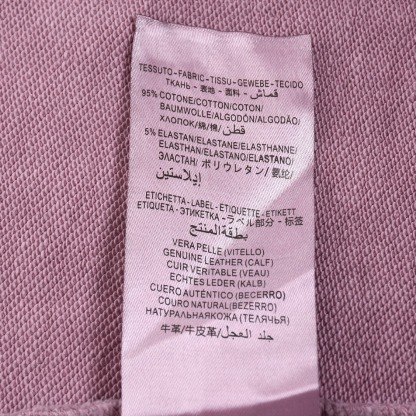 TESSUTO-FABRIC-TISSU-GEWEBE-TECIDO
ТКАНЬ - 表地 - 面料 - قماش
95% COTONE/COTTON/COTON/
BAUMWOLLE/ALGODÓN/ALGODÃO/
ХЛОПОК/綿/棉/ قطن
5% ELASTAN/ELASTANE/ELASTHANNE/
ELASTHAN/ELASTANO/ELASTANO/
ЭЛАСТАН/ ポリウレタン/ 氨纶/
إيلاستين
ETICHETTA-LABEL-ETIQUETTE-ETIKETT
ETIQUETA-ЭТИКЕТКА-ラベル部分-标签
بطقة المنتج
VERA PELLE (VITELLO)
GENUINE LEATHER (CALF)
CUIR VERITABLE (VEAU)
ECHTES LEDER (KALB)
CUERO AUTÉNTICO (BECERRO)
COURO NATURAL(BEZERRO)
НАТУРАЛЬНАЯКОЖА (ТЕЛЯЧЬЯ)
牛革/牛皮革/ جلد العجل